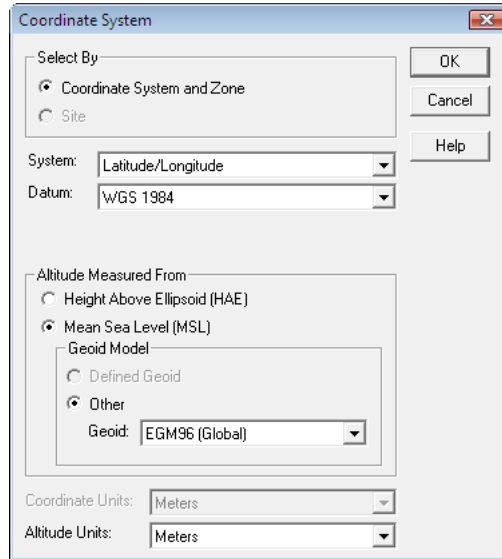 Coordinate System
Select By
Coordinate System and Zone
Site
OK
Cancel
Help
System: Latitude/Longitude
Datum: WGS 1984
Altitude Measured From
Height Above Ellipsoid (HAE)
Mean Sea Level (MSL)
Geoid Model
Defined Geoid
Other
Geoid: EGM96 (Global)
Coordinate Units: Meters
Altitude Units: Meters